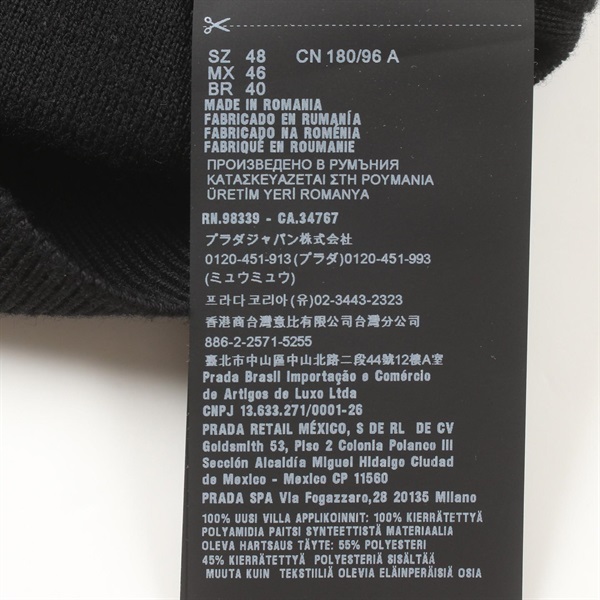 SZ 48 CN 180/96 A
MX 46
BR 40
MADE IN ROMANIA
FABRICADO EN RUMANÍA
FABRICADO NA ROMÉNIA
FABRIQUÉ EN ROUMANIE
ПРОИЗВЕДЕНО В РУМЪНИЯ
ΚΑΤΑΣΚΕΥΑΖΕΤΑΙ ΣΤΗ ΡΟΥΜΑΝΙΑ
ÜRETİM YERİ ROMANYA
RN.98339 - CA.34767
プラダジャパン株式会社
0120-451-913 (プラダ)0120-451-993
(ミュウミュウ)
프라다 코리아 (유)02-3443-2323
香港商台灣意比有限公司台灣分公司
886-2-2571-5255
臺北市中山區中山北路二段44號12樓A室
Prada Brasil Importação e Comércio
de Artigos de Luxo Ltda
CNPJ 13.633.271/0001-26
PRADA RETAIL MÉXICO, S DE RL DE CV
Goldsmith 53, Piso 2 Colonia Polanco III
Sección Alcaldía Miguel Hidalgo Ciudad
de Mexico - Mexico CP 11560
PRADA SPA Via Fogazzaro,28 20135 Milano
100% UUSI VILLA APPLIKOINNIT: 100% KIERRÄTETTYÄ
POLYAMIDIA PAITSI SYNTEETTISTÄ MATERIAALIA
OLEVA HARTSAUS TÄYTE: 55% POLYESTERI
45% KIERRÄTETTYÄ POLYESTERIÄ SISÄLTÄÄ
MUUTA KUIN TEKSTIILIÄ OLEVIA ELÄINPERÄISIÄ OSIA